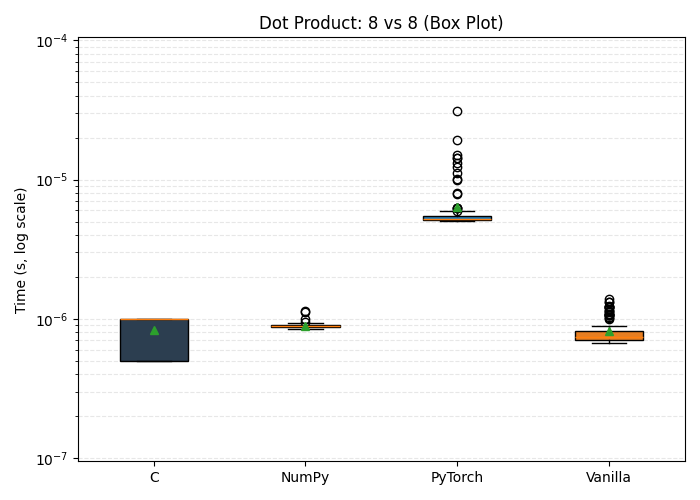 Dot Product: 8 vs 8 (Box Plot)
Time (s, log scale)
10⁻⁴
10⁻⁵
10⁻⁶
10⁻⁷
C NumPy PyTorch Vanilla